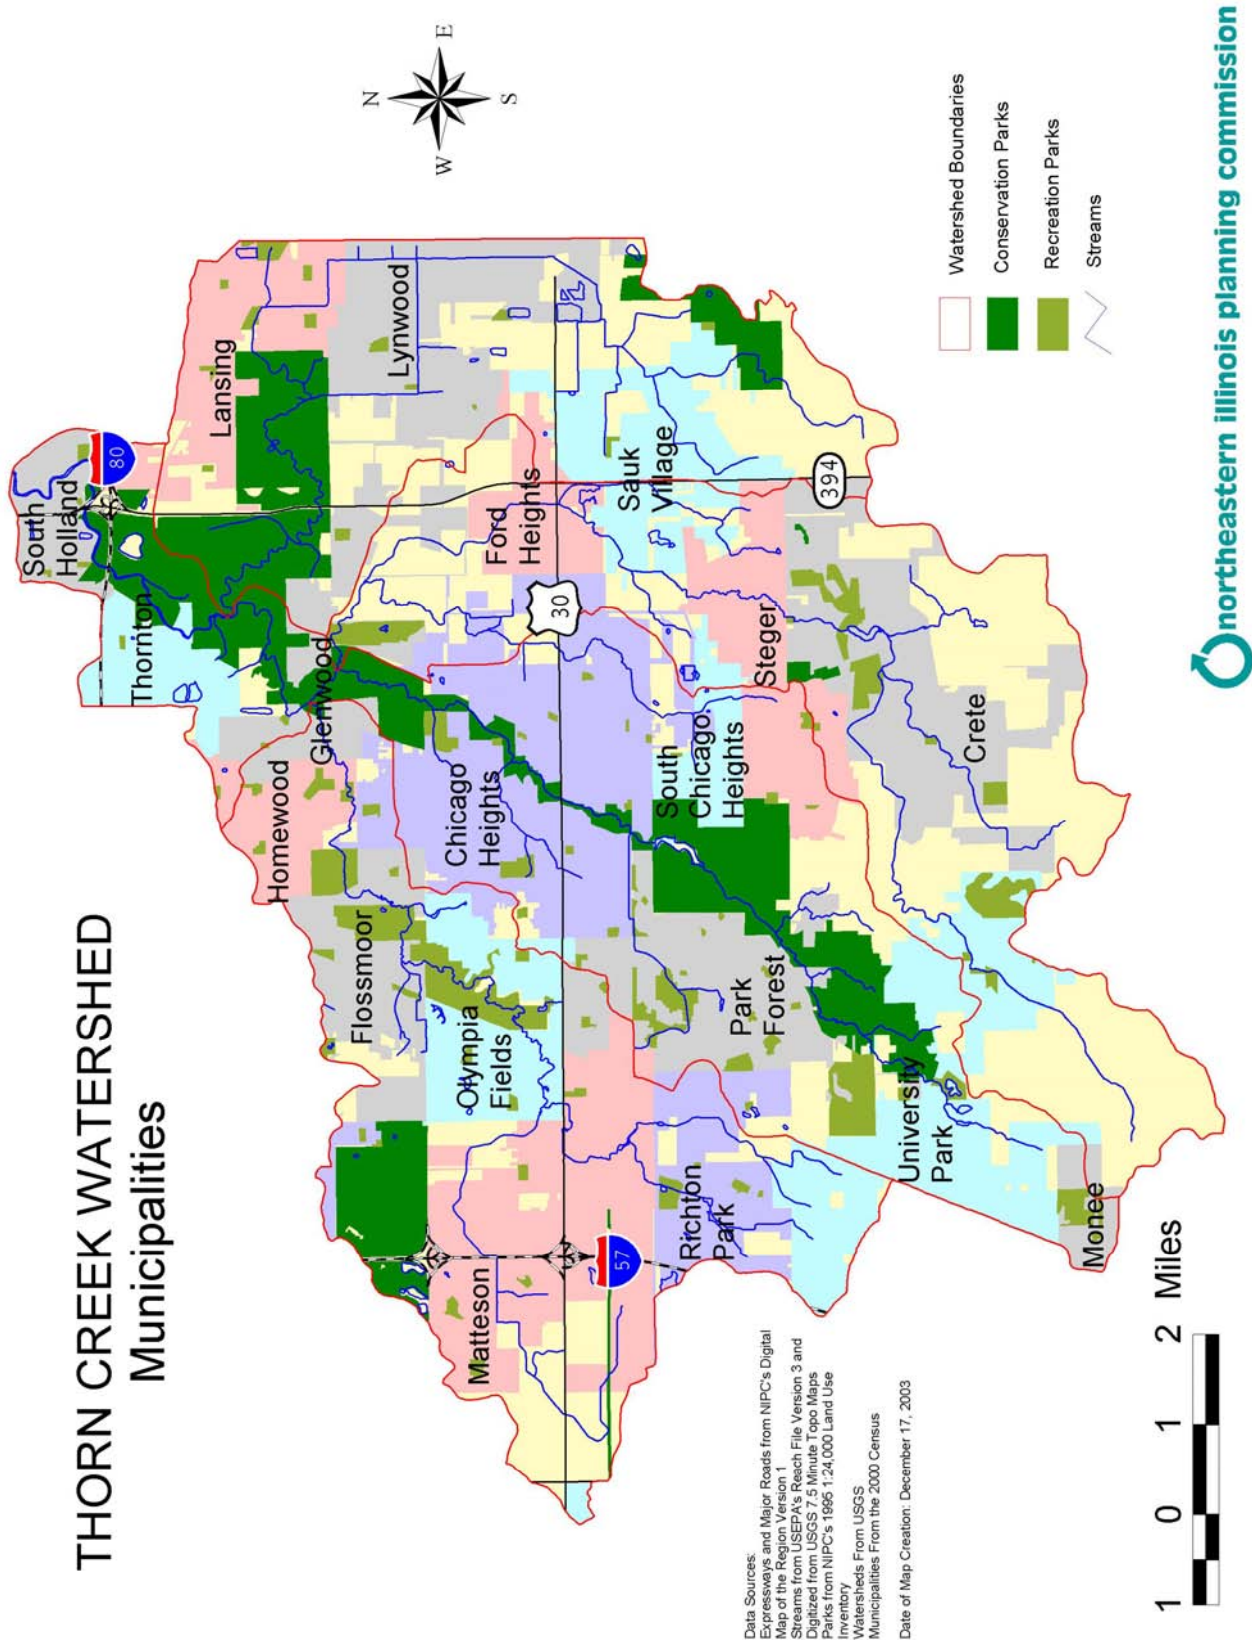 THORN CREEK WATERSHED
Municipalities
N
W
E
S
South
Holland
80
Lansing
Thornton
Lynwood
Glenwood
Homewood
Ford
Heights
Sauk
Village
Chicago
Heights
30
394
Flossmoor
South
Chicago
Heights
Steger
Olympia
Fields
Crete
Park
Forest
Matteson
57
Richton
Park
University
Park
Monee
Watershed Boundaries
Conservation Parks
Recreation Parks
Streams
Data Sources:
Expressways and Major Roads from NIPC's Digital
Map of the Region Version 1
Streams from USEPA's Reach File Version 3 and
Digitized from USGS 7.5 Minute Topo Maps
Parks from NIPC's 1995 1:24,000 Land Use
Inventory
Watersheds From USGS
Municipalities From the 2000 Census
Date of Map Creation: December 17, 2003
1 0 1 2 Miles
northeastern illinois planning commission